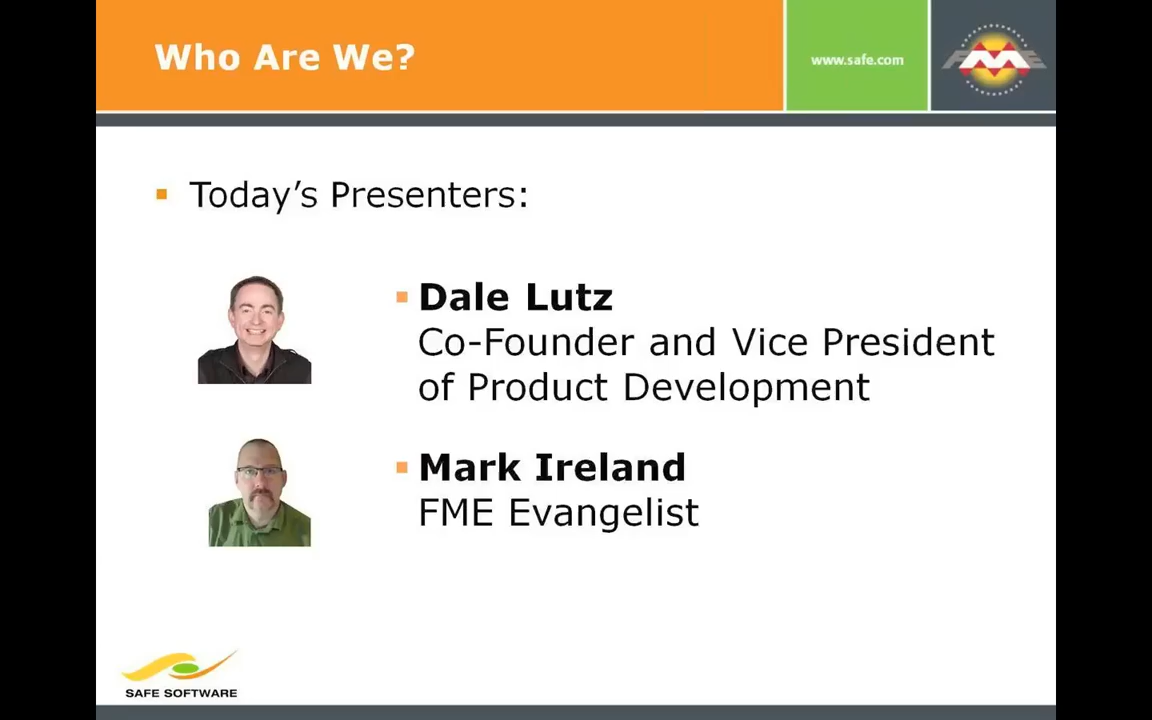 Who Are We?
www.safe.com
FME
Today's Presenters:
Dale Lutz
Co-Founder and Vice President
of Product Development
Mark Ireland
FME Evangelist
SAFE SOFTWARE